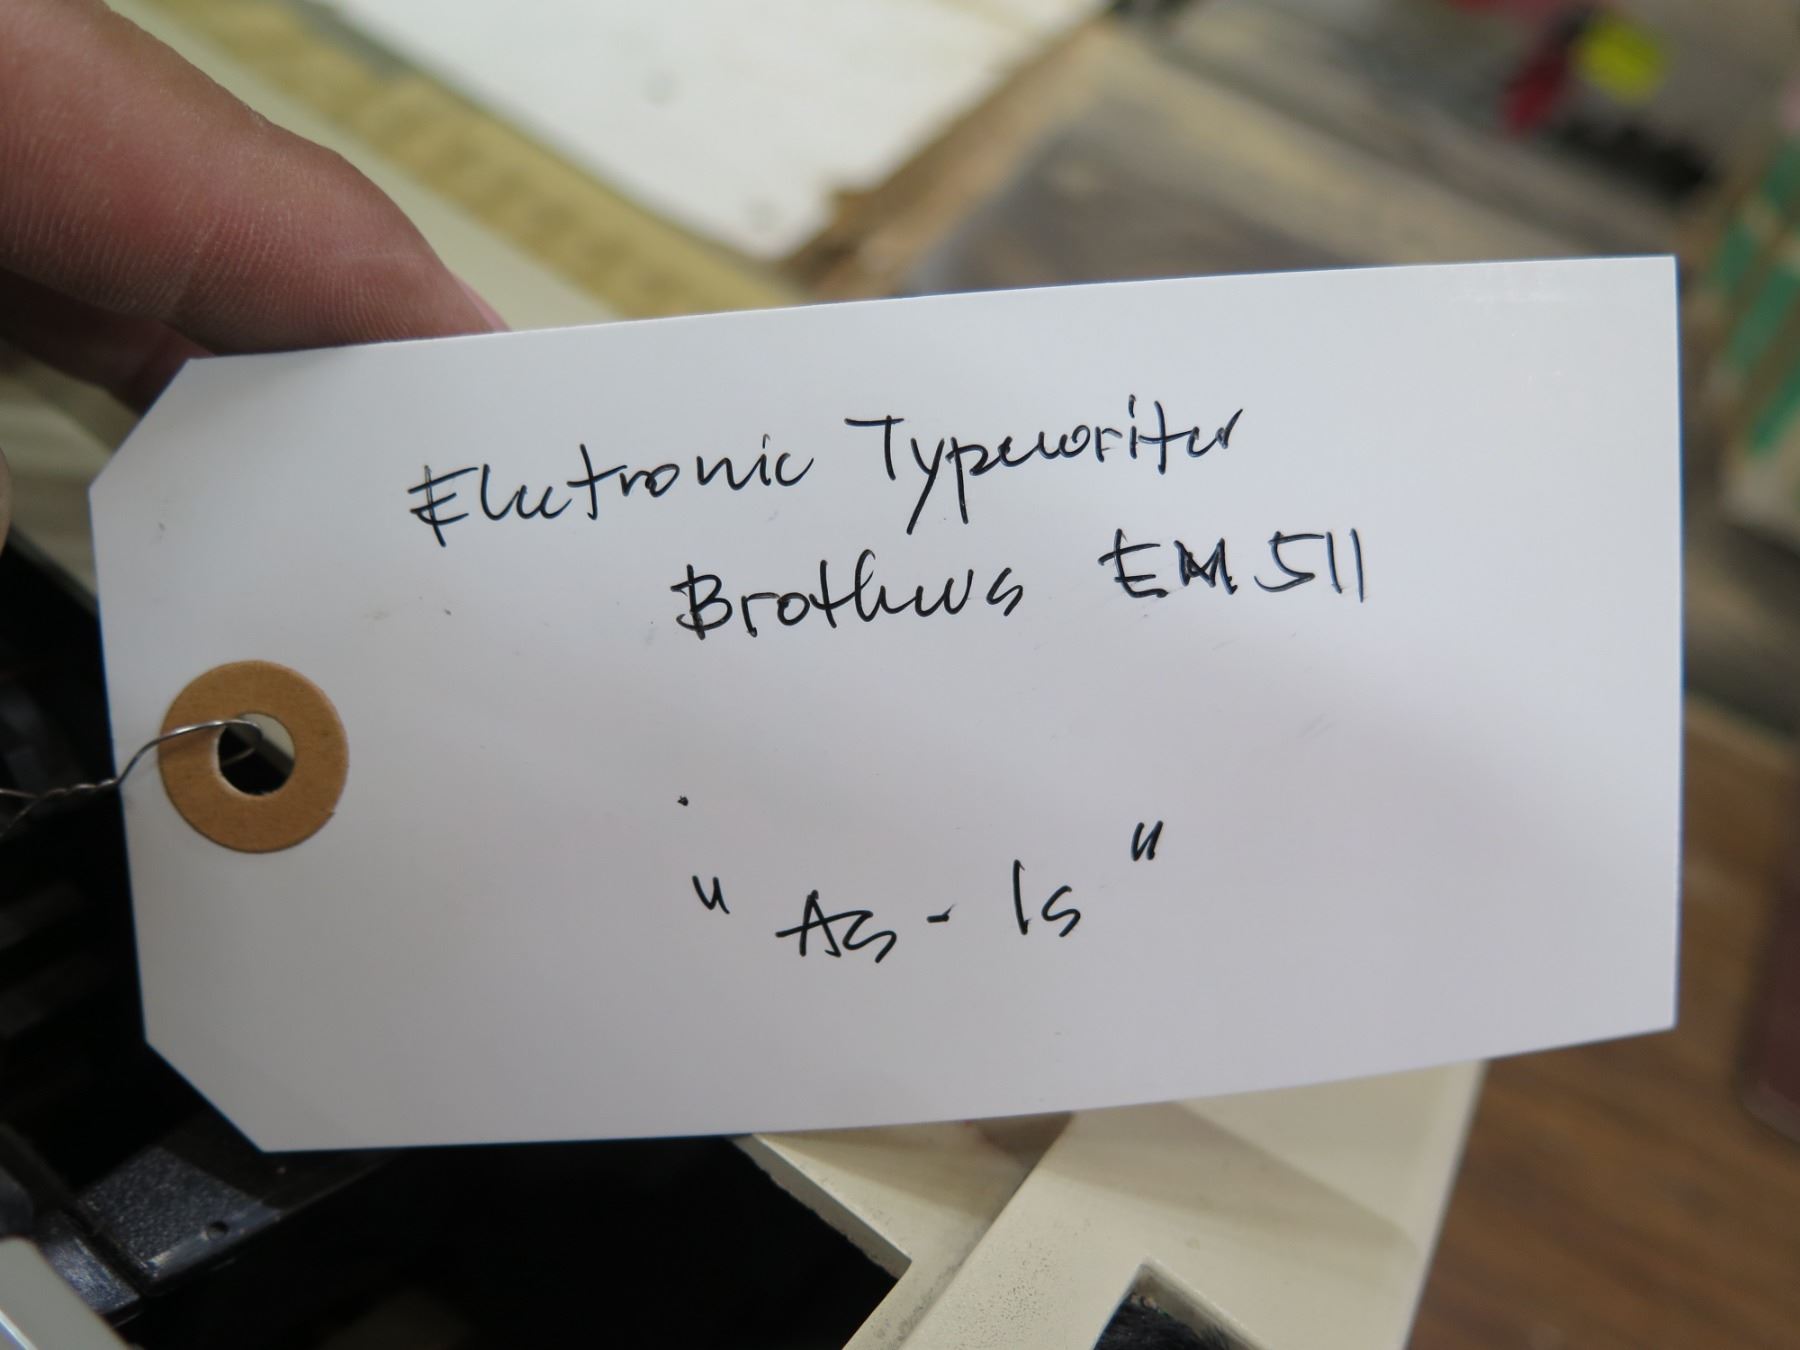 Electronic Typewriter
Brothers EM 511
"As-Is"